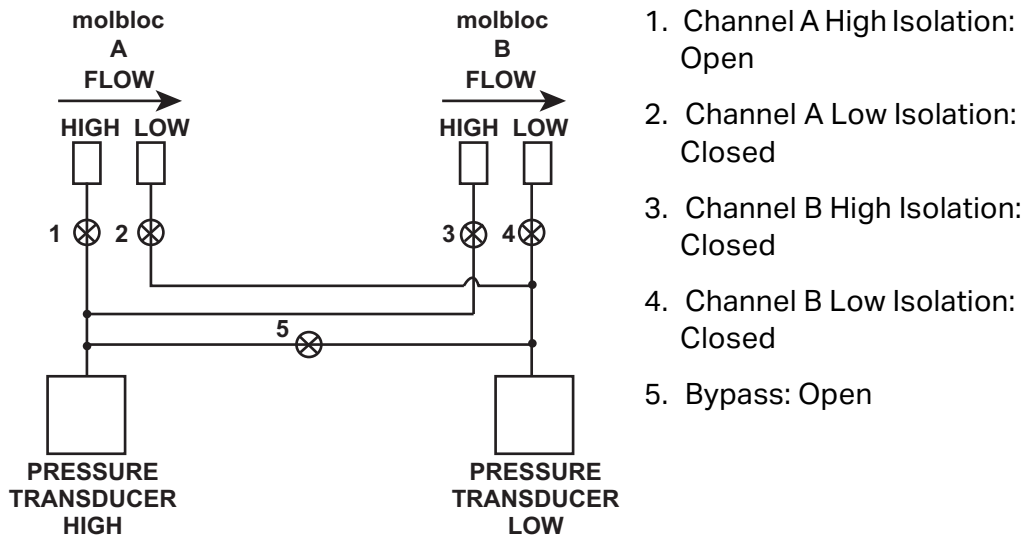 molbloc
A
FLOW
HIGH LOW
molbloc
B
FLOW
HIGH LOW
1 2 3 4
5
PRESSURE
TRANSDUCER
HIGH
PRESSURE
TRANSDUCER
LOW
1. Channel A High Isolation:
Open
2. Channel A Low Isolation:
Closed
3. Channel B High Isolation:
Closed
4. Channel B Low Isolation:
Closed
5. Bypass: Open